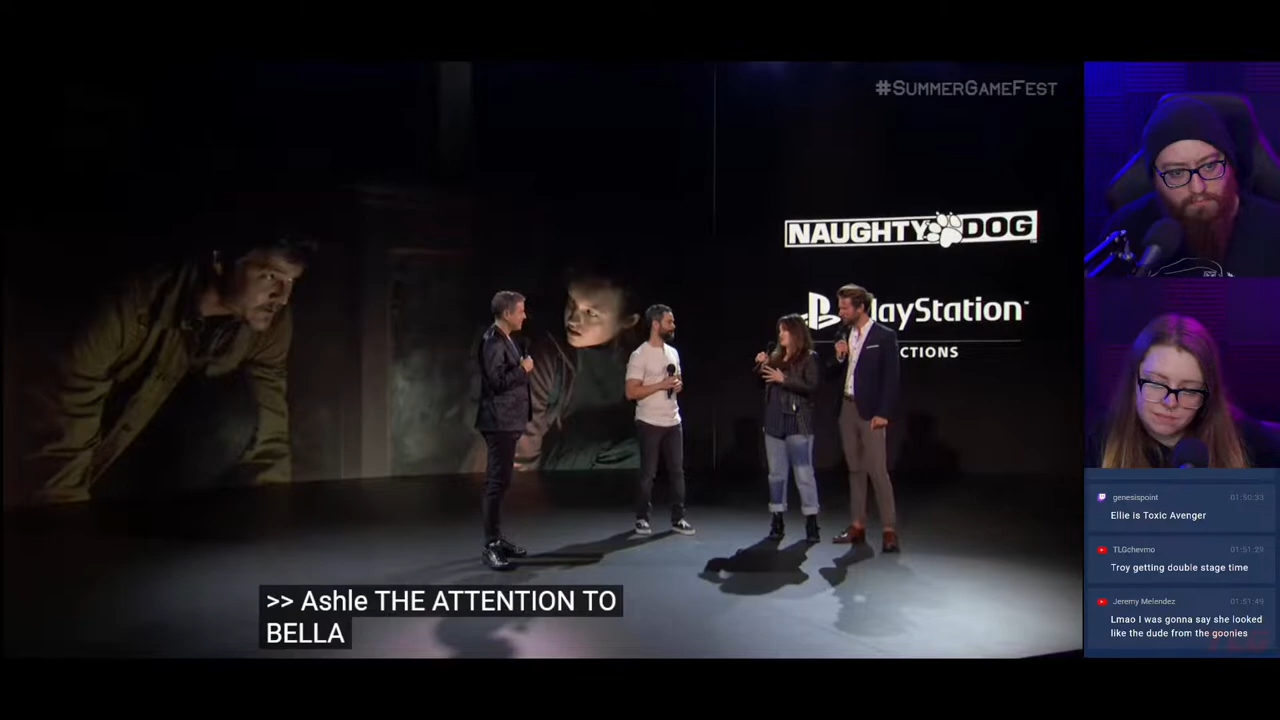 #SUMMERGAMEFEST
NAUGHTY DOG
PlayStation
CTIONS
>> Ashle THE ATTENTION TO
BELLA
genesispoint 01:50:33
Ellie is Toxic Avenger
TLGchevmo 01:51:29
Troy getting double stage time
Jeremy Melendez 01:51:49
Lmao I was gonna say she looked
like the dude from the goonies